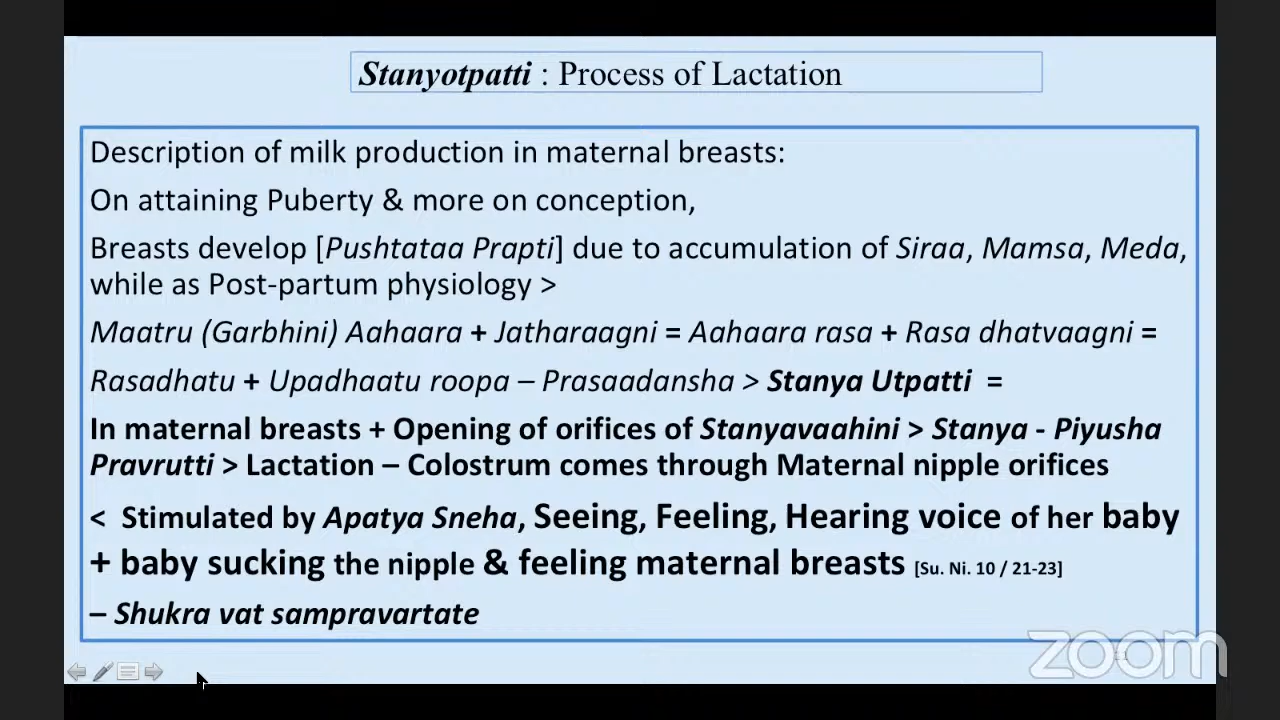 Stanyotpatti : Process of Lactation
Description of milk production in maternal breasts:
On attaining Puberty & more on conception,
Breasts develop [Pushtataa Prapti] due to accumulation of Siraa, Mamsa, Meda,
while as Post-partum physiology >
Maatru (Garbhini) Aahaara + Jatharaagni = Aahaara rasa + Rasa dhatvaagni =
Rasadhatu + Upadhaatu roopa – Prasaadansha > Stanya Utpatti =
In maternal breasts + Opening of orifices of Stanyavaahini > Stanya - Piyusha
Pravrutti > Lactation – Colostrum comes through Maternal nipple orifices
< Stimulated by Apatya Sneha, Seeing, Feeling, Hearing voice of her baby
+ baby sucking the nipple & feeling maternal breasts [Su. Ni. 10 / 21-23]
– Shukra vat sampravartate
zoom